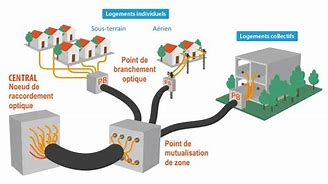 Logements individuels
Sous-terrain
Aérien
Logements collectifs
CENTRAL
Noeud de
raccordement
optique
Point de
branchement
optique
PB
PB
PB
Point de
mutualisation
de zone